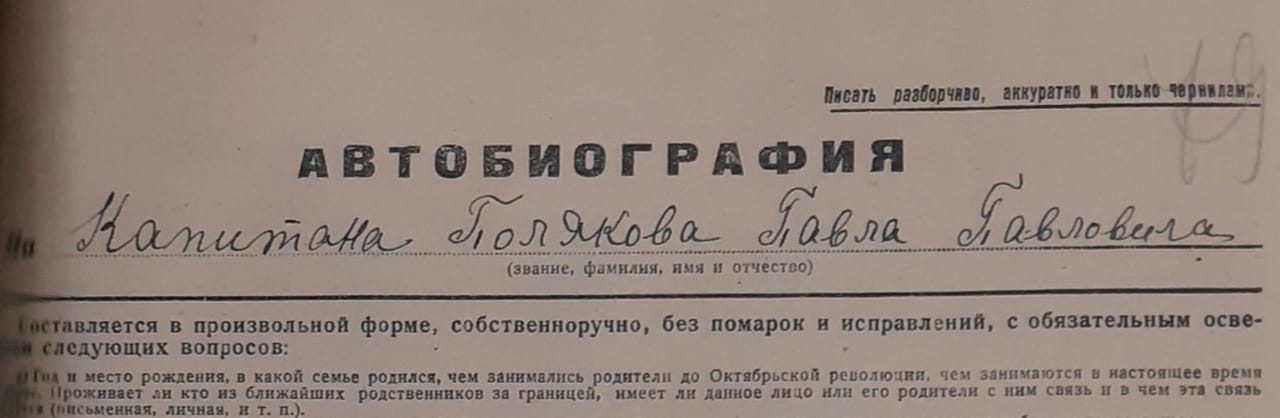 Писать разборчиво, аккуратно и только чернилами.
АВТОБИОГРАФИЯ
На Капитана Полякова Павла Павловича
(звание, фамилия, имя и отчество)
Составляется в произвольной форме, собственноручно, без помарок и исправлений, с обязательным осве-
следующих вопросов:
Год и место рождения, в какой семье родился, чем занимались родители до Октябрьской революции, чем занимаются в настоящее время
Проживает ли кто из ближайших родственников за границей, имеет ли данное лицо или его родители с ним связь и в чем эта связь
(письменная, личная, и т. п.).